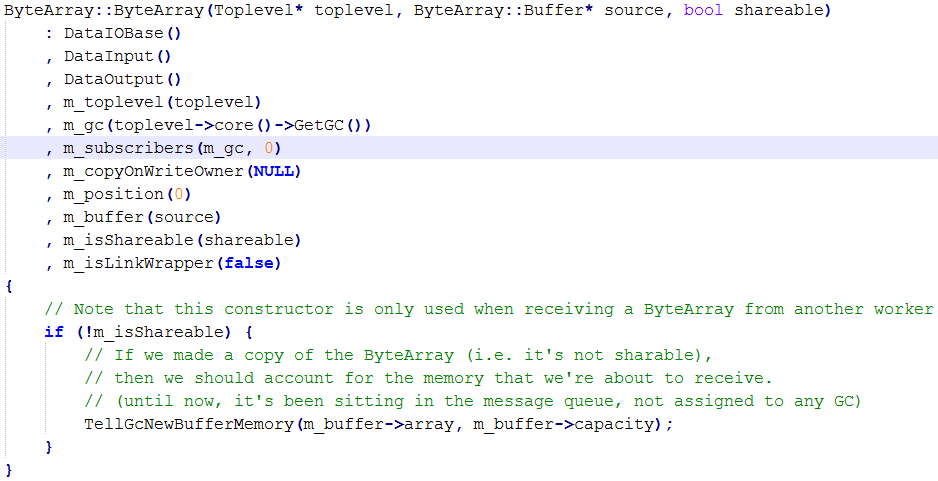 ByteArray::ByteArray(Toplevel* toplevel, ByteArray::Buffer* source, bool shareable)
    : DataIOBase()
    , DataInput()
    , DataOutput()
    , m_toplevel(toplevel)
    , m_gc(toplevel->core()->GetGC())
    , m_subscribers(m_gc, 0)
    , m_copyOnWriteOwner(NULL)
    , m_position(0)
    , m_buffer(source)
    , m_isShareable(shareable)
    , m_isLinkWrapper(false)
{
    // Note that this constructor is only used when receiving a ByteArray from another worker
    if (!m_isShareable) {
        // If we made a copy of the ByteArray (i.e. it's not sharable),
        // then we should account for the memory that we're about to receive.
        // (until now, it's been sitting in the message queue, not assigned to any GC)
        TellGcNewBufferMemory(m_buffer->array, m_buffer->capacity);
    }
}